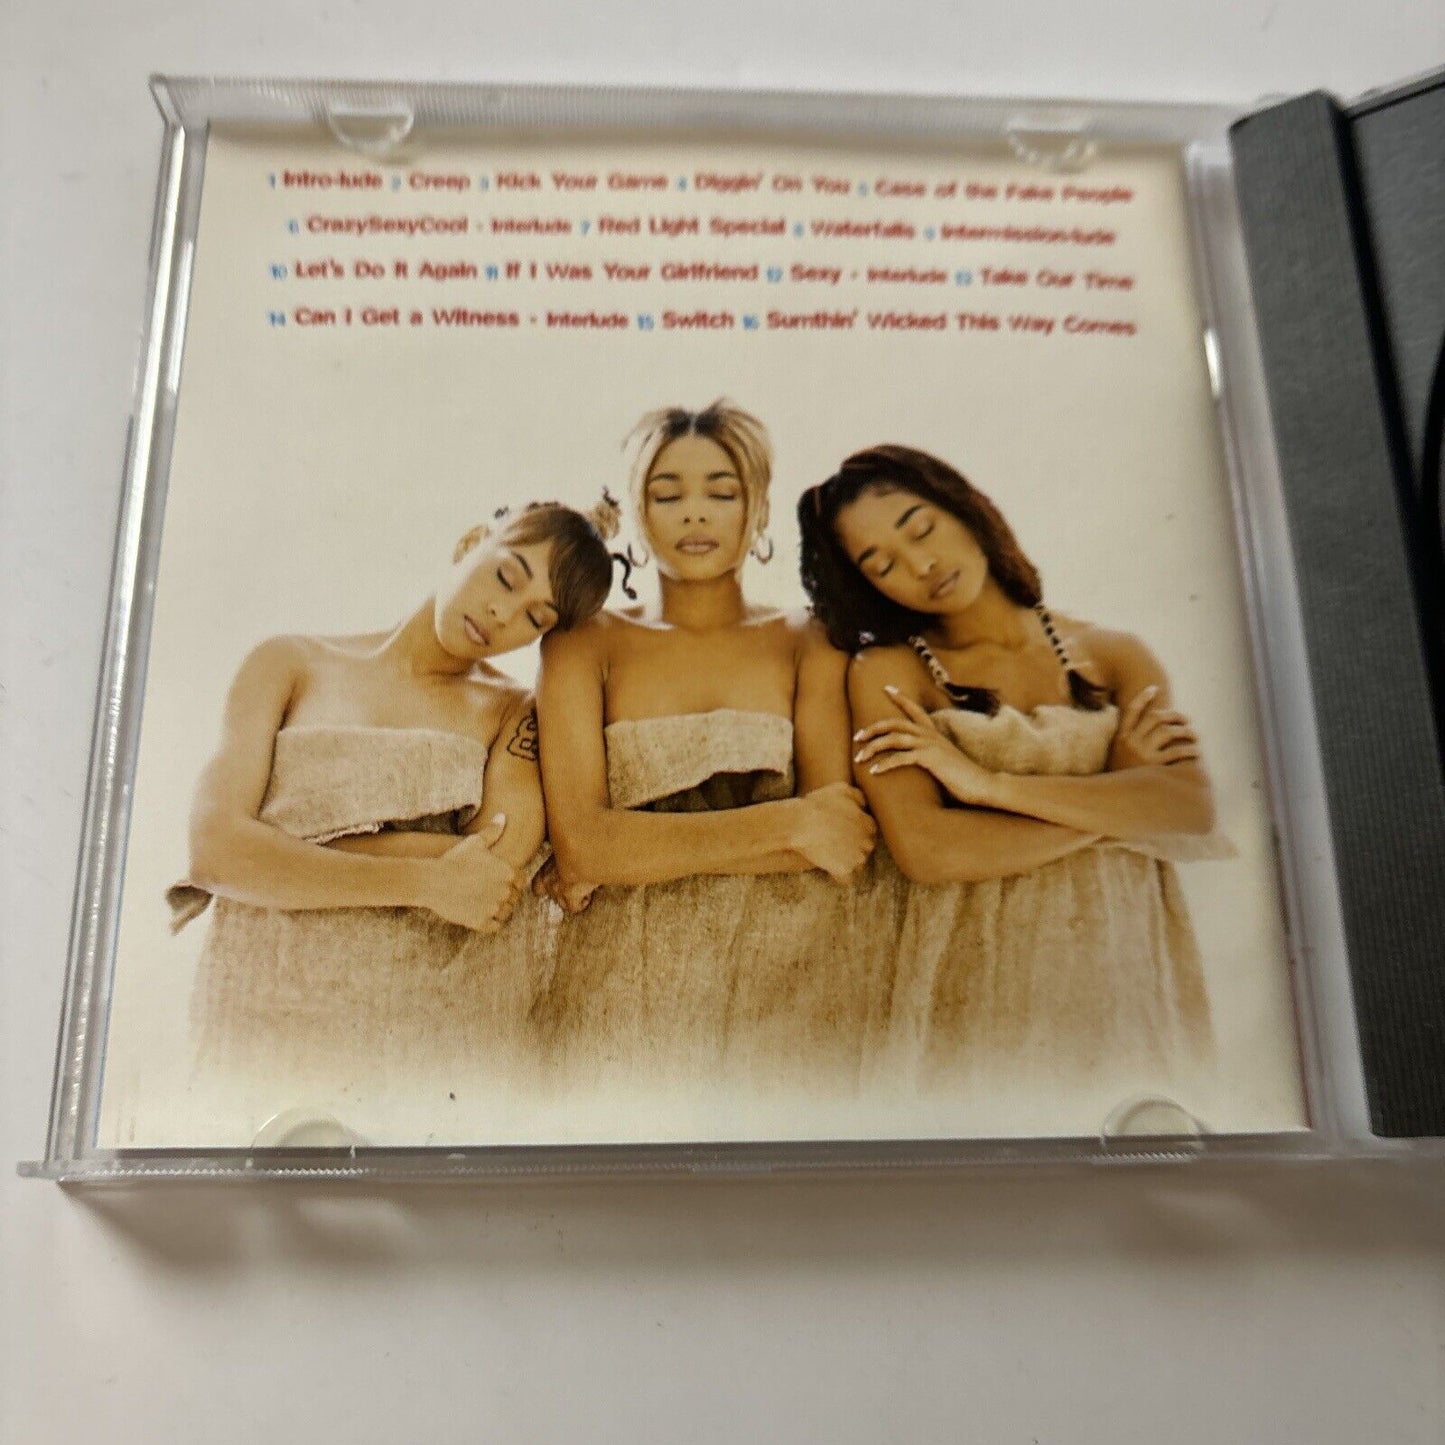 1 Intro-lude 2 Creep 3 Kick Your Game 4 Diggin' On You 5 Case of the Fake People
6 CrazySexyCool - Interlude 7 Red Light Special 8 Waterfalls 9 Intermission-lude
10 Let's Do It Again 11 If I Was Your Girlfriend 12 Sexy - Interlude 13 Take Our Time
14 Can I Get a Witness - Interlude 15 Switch 16 Sumthin' Wicked This Way Comes